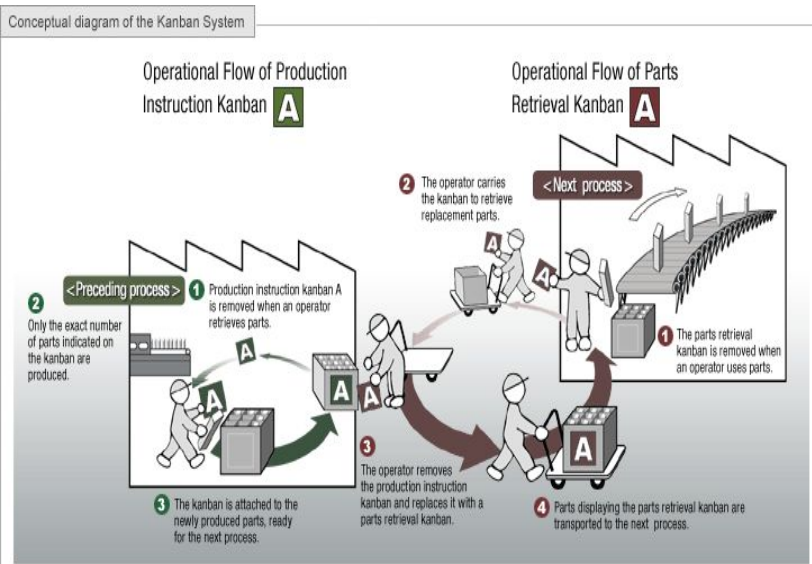 Conceptual diagram of the Kanban System
Operational Flow of Production
Instruction Kanban A
Operational Flow of Parts
Retrieval Kanban A
2 The operator carries
the kanban to retrieve
replacement parts.
<Next process>
A
A
<Preceding process>
1 Production instruction kanban A
is removed when an operator
retrieves parts.
2
Only the exact number
of parts indicated on
the kanban are
produced.
A
A
A
A
1 The parts retrieval
kanban is removed when
an operator uses parts.
3
The operator removes
the production instruction
kanban and replaces it with a
parts retrieval kanban.
A
3 The kanban is attached to the
newly produced parts, ready
for the next process.
4 Parts displaying the parts retrieval kanban are
transported to the next process.